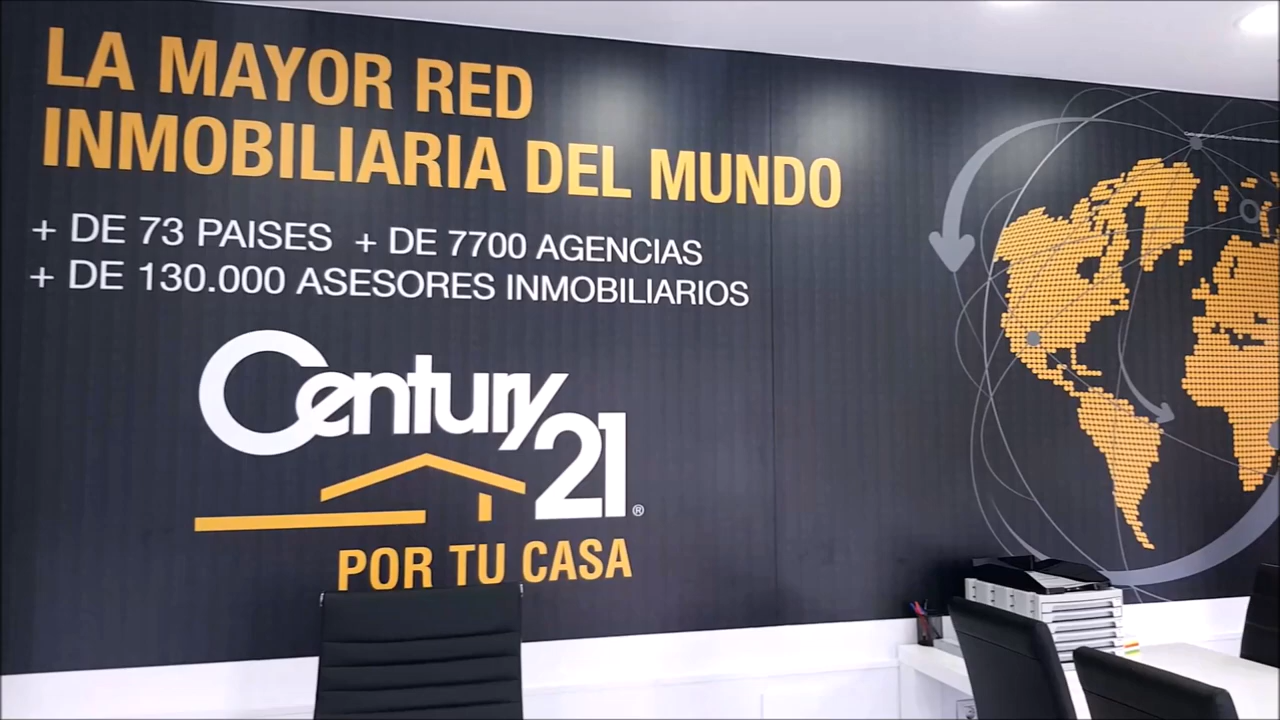 LA MAYOR RED
INMOBILIARIA DEL MUNDO
+ DE 73 PAISES + DE 7700 AGENCIAS
+ DE 130.000 ASESORES INMOBILIARIOS
Century
21®
POR TU CASA